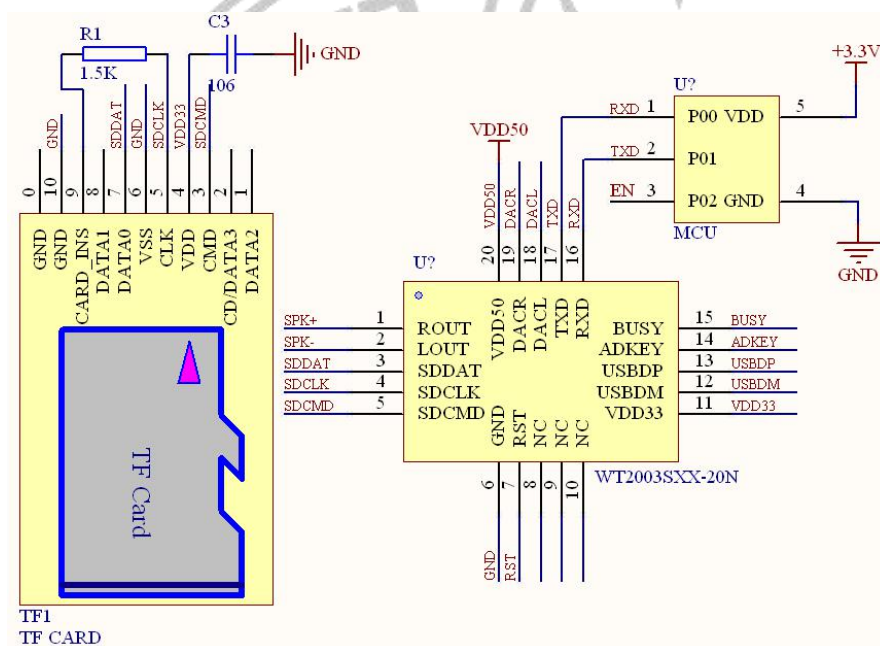 C3
R1
GND
1.5K
106
GND
SDDAT
GND
SDCLK
VDD33
SDCMD
0
10
9
8
7
6
5
4
3
2
1
GND
GND
CARD_INS
DATA1
DATA0
VSS
CLK
VDD
CMD
CD/DATA3
DATA2
TF Card
TF1
TF CARD
+3.3V
U?
RXD 1 P00 VDD 5
TXD 2 P01
EN 3 P02 GND 4
MCU
GND
VDD50
VDD50
DACR
DACL
TXD
RXD
20
19
18
17
16
U?
VDD50
DACR
DACL
TXD
RXD
SPK+ 1 ROUT
SPK- 2 LOUT
SDDAT 3 SDDAT
SDCLK 4 SDCLK
SDCMD 5 SDCMD
BUSY 15 BUSY
ADKEY 14 ADKEY
USBDP 13 USBDP
USBDM 12 USBDM
VDD33 11 VDD33
GND
RST
NC
NC
NC
WT2003SXX-20N
6
7
8
9
10
GND
RST